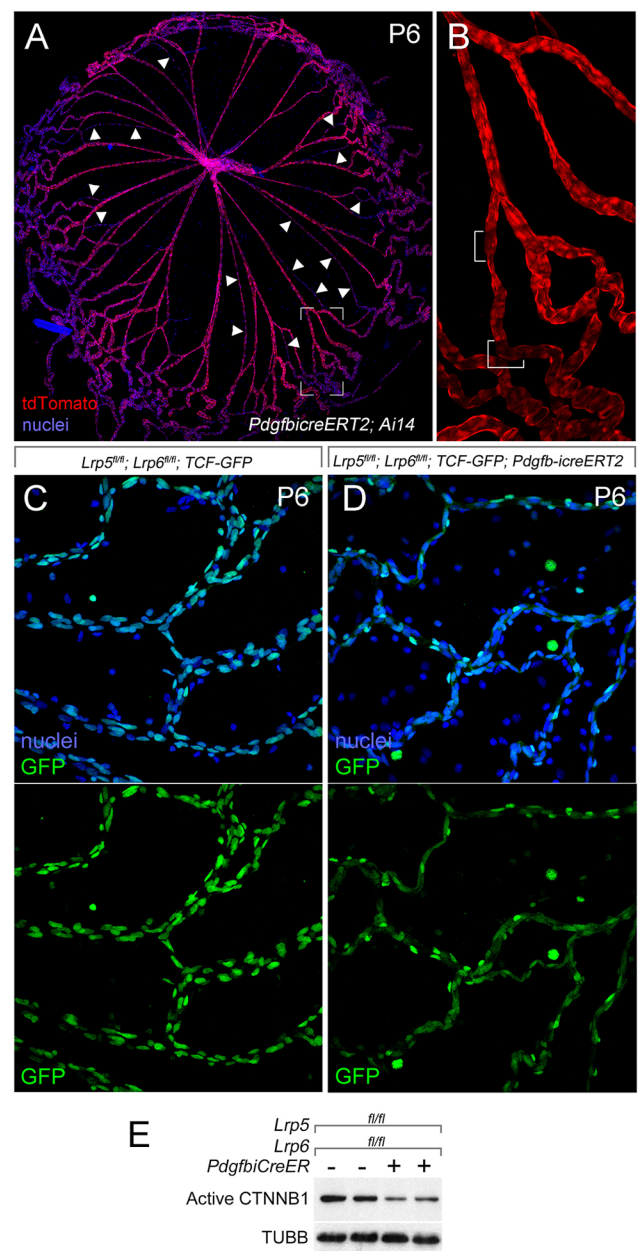 A P6 B
tdTomato
nuclei PdgfbicreERT2; Ai14
Lrp5fl/fl; Lrp6fl/fl; TCF-GFP Lrp5fl/fl; Lrp6fl/fl; TCF-GFP; Pdgfb-icreERT2
C P6 D P6
nuclei nuclei
GFP GFP
GFP GFP
E
Lrp5 fl/fl
Lrp6 fl/fl
PdgfbiCreER - - + +
Active CTNNB1
TUBB